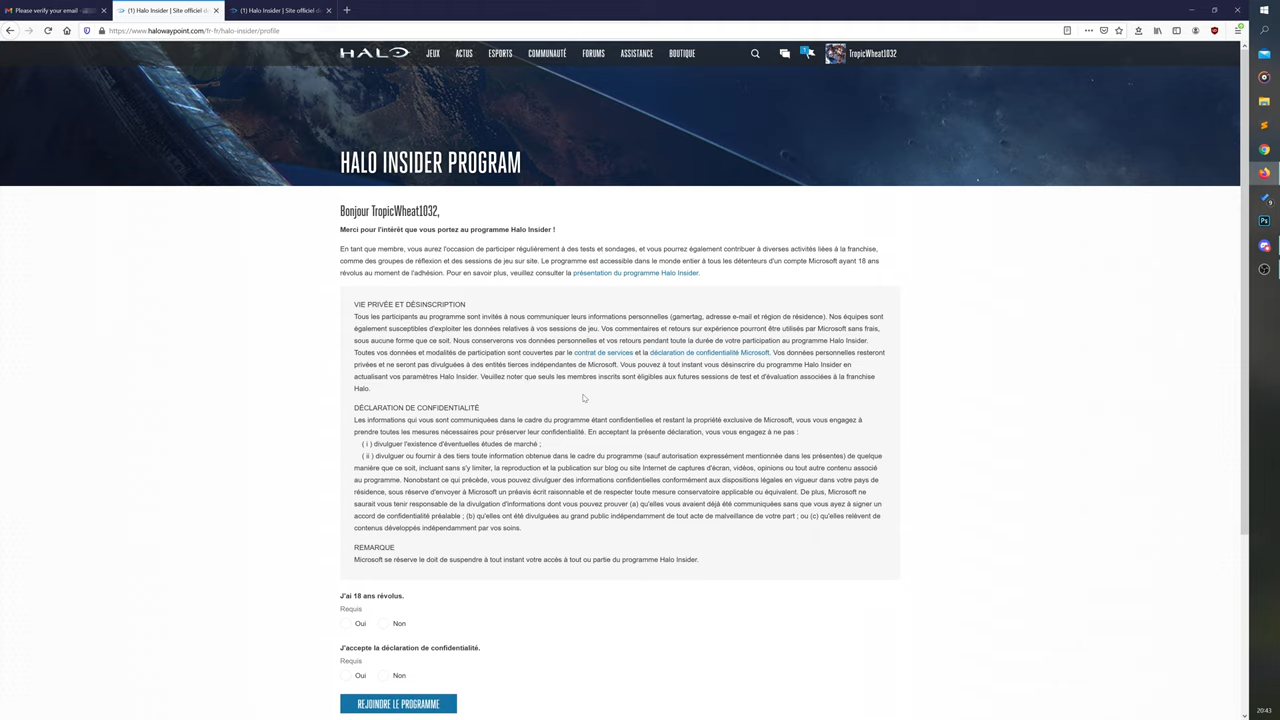 Please verify your email -
(1) Halo Insider | Site officiel d
(1) Halo Insider | Site officiel d
https://www.halowaypoint.com/fr-fr/halo-insider/profile
HALO JEUX ACTUS ESPORTS COMMUNAUTÉ FORUMS ASSISTANCE BOUTIQUE 1 TropicWheat1032
HALO INSIDER PROGRAM
Bonjour TropicWheat1032,
Merci pour l'intérêt que vous portez au programme Halo Insider !
En tant que membre, vous aurez l'occasion de participer régulièrement à des tests et sondages, et vous pourrez également contribuer à diverses activités liées à la franchise,
comme des groupes de réflexion et des sessions de jeu sur site. Le programme est accessible dans le monde entier à tous les détenteurs d'un compte Microsoft ayant 18 ans
révolus au moment de l'adhésion. Pour en savoir plus, veuillez consulter la présentation du programme Halo Insider.
VIE PRIVÉE ET DÉSINSCRIPTION
Tous les participants au programme sont invités à nous communiquer leurs informations personnelles (gamertag, adresse e-mail et région de résidence). Nos équipes sont
également susceptibles d'exploiter les données relatives à vos sessions de jeu. Vos commentaires et retours sur expérience pourront être utilisés par Microsoft sans frais,
sous aucune forme que ce soit. Nous conserverons vos données personnelles et vos retours pendant toute la durée de votre participation au programme Halo Insider.
Toutes vos données et modalités de participation sont couvertes par le contrat de services et la déclaration de confidentialité Microsoft. Vos données personnelles resteront
privées et ne seront pas divulguées à des entités tierces indépendantes de Microsoft. Vous pouvez à tout instant vous désinscrire du programme Halo Insider en
actualisant vos paramètres Halo Insider. Veuillez noter que seuls les membres inscrits sont éligibles aux futures sessions de test et d'évaluation associées à la franchise
Halo.
DÉCLARATION DE CONFIDENTIALITÉ
Les informations qui vous sont communiquées dans le cadre du programme étant confidentielles et restant la propriété exclusive de Microsoft, vous vous engagez à
prendre toutes les mesures nécessaires pour préserver leur confidentialité. En acceptant la présente déclaration, vous vous engagez à ne pas :
( i ) divulguer l'existence d'éventuelles études de marché ;
( ii ) divulguer ou fournir à des tiers toute information obtenue dans le cadre du programme (sauf autorisation expressément mentionnée dans les présentes) de quelque
manière que ce soit, incluant sans s'y limiter, la reproduction et la publication sur blog ou site Internet de captures d'écran, vidéos, opinions ou tout autre contenu associé
au programme. Nonobstant ce qui précède, vous pouvez divulguer des informations confidentielles conformément aux dispositions légales en vigueur dans votre pays de
résidence, sous réserve d'envoyer à Microsoft un préavis écrit raisonnable et de respecter toute mesure conservatoire applicable ou équivalent. De plus, Microsoft ne
saurait vous tenir responsable de la divulgation d'informations dont vous pouvez prouver (a) qu'elles vous avaient déjà été communiquées sans que vous ayez à signer un
accord de confidentialité préalable ; (b) qu'elles ont été divulguées au grand public indépendamment de tout acte de malveillance de votre part ; ou (c) qu'elles relèvent de
contenus développés indépendamment par vos soins.
REMARQUE
Microsoft se réserve le doit de suspendre à tout instant votre accès à tout ou partie du programme Halo Insider.
J'ai 18 ans révolus.
Requis
Oui Non
J'accepte la déclaration de confidentialité.
Requis
Oui Non
REJOINDRE LE PROGRAMME
20:43